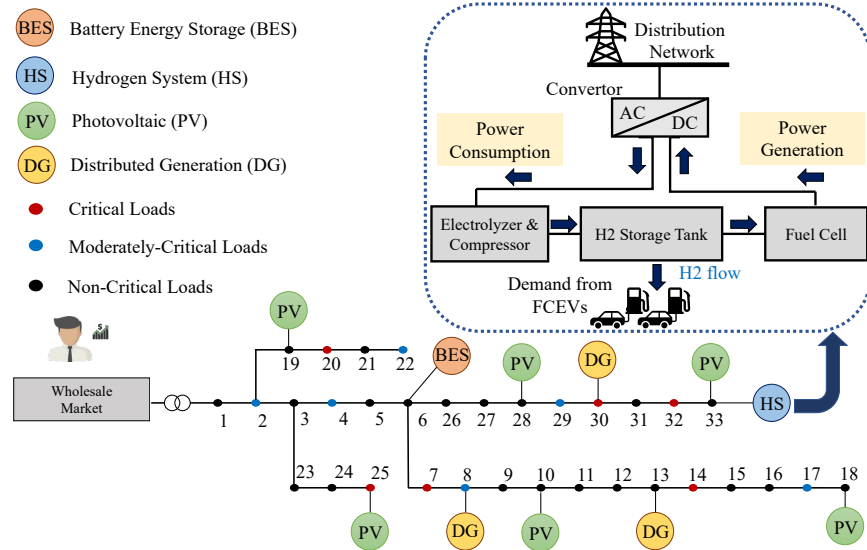 BES Battery Energy Storage (BES)
HS Hydrogen System (HS)
PV Photovoltaic (PV)
DG Distributed Generation (DG)
Critical Loads
Moderately-Critical Loads
Non-Critical Loads
Distribution
Network
Convertor
AC
DC
Power
Consumption
Power
Generation
Electrolyzer &
Compressor
H2 Storage Tank
Fuel Cell
H2 flow
Demand from
FCEVs
$
Wholesale
Market
PV
19 20 21 22
BES
PV
DG
PV
HS
1 2 3 4 5 6 26 27 28 29 30 31 32 33
23 24 25
PV
7 8 9 10 11 12 13 14 15 16 17 18
DG
PV
DG
PV